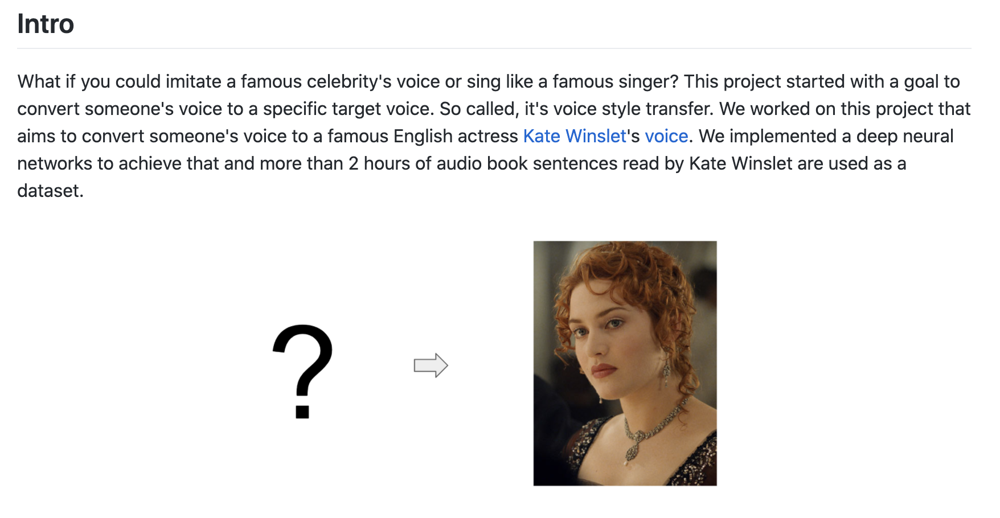 Intro
What if you could imitate a famous celebrity's voice or sing like a famous singer? This project started with a goal to
convert someone's voice to a specific target voice. So called, it's voice style transfer. We worked on this project that
aims to convert someone's voice to a famous English actress Kate Winslet's voice. We implemented a deep neural
networks to achieve that and more than 2 hours of audio book sentences read by Kate Winslet are used as a
dataset.
?